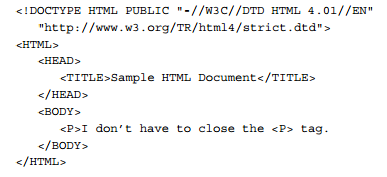 <!DOCTYPE HTML PUBLIC "-//W3C//DTD HTML 4.01//EN"
"http://www.w3.org/TR/html4/strict.dtd">
<HTML>
<HEAD>
<TITLE>Sample HTML Document</TITLE>
</HEAD>
<BODY>
<P>I don’t have to close the <P> tag.
</BODY>
</HTML>